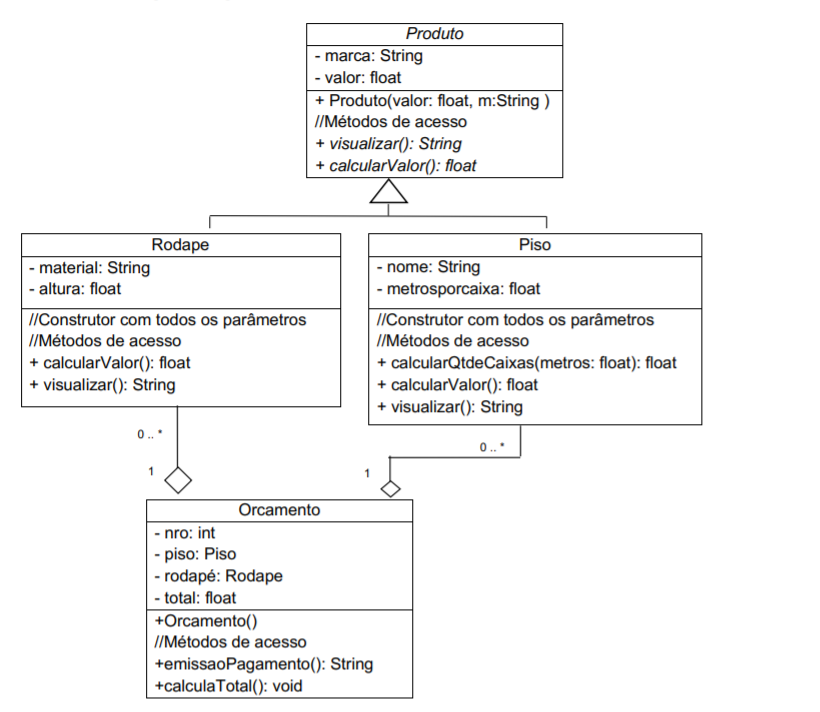 Produto
- marca: String
- valor: float
+ Produto(valor: float, m:String )
//Métodos de acesso
+ visualizar(): String
+ calcularValor(): float
Rodape
- material: String
- altura: float
//Construtor com todos os parâmetros
//Métodos de acesso
+ calcularValor(): float
+ visualizar(): String
Piso
- nome: String
- metrosporcaixa: float
//Construtor com todos os parâmetros
//Métodos de acesso
+ calcularQtdeCaixas(metros: float): float
+ calcularValor(): float
+ visualizar(): String
0 .. *
1
0 .. *
1
Orcamento
- nro: int
- piso: Piso
- rodapé: Rodape
- total: float
+Orcamento()
//Métodos de acesso
+emissaoPagamento(): String
+calculaTotal(): void